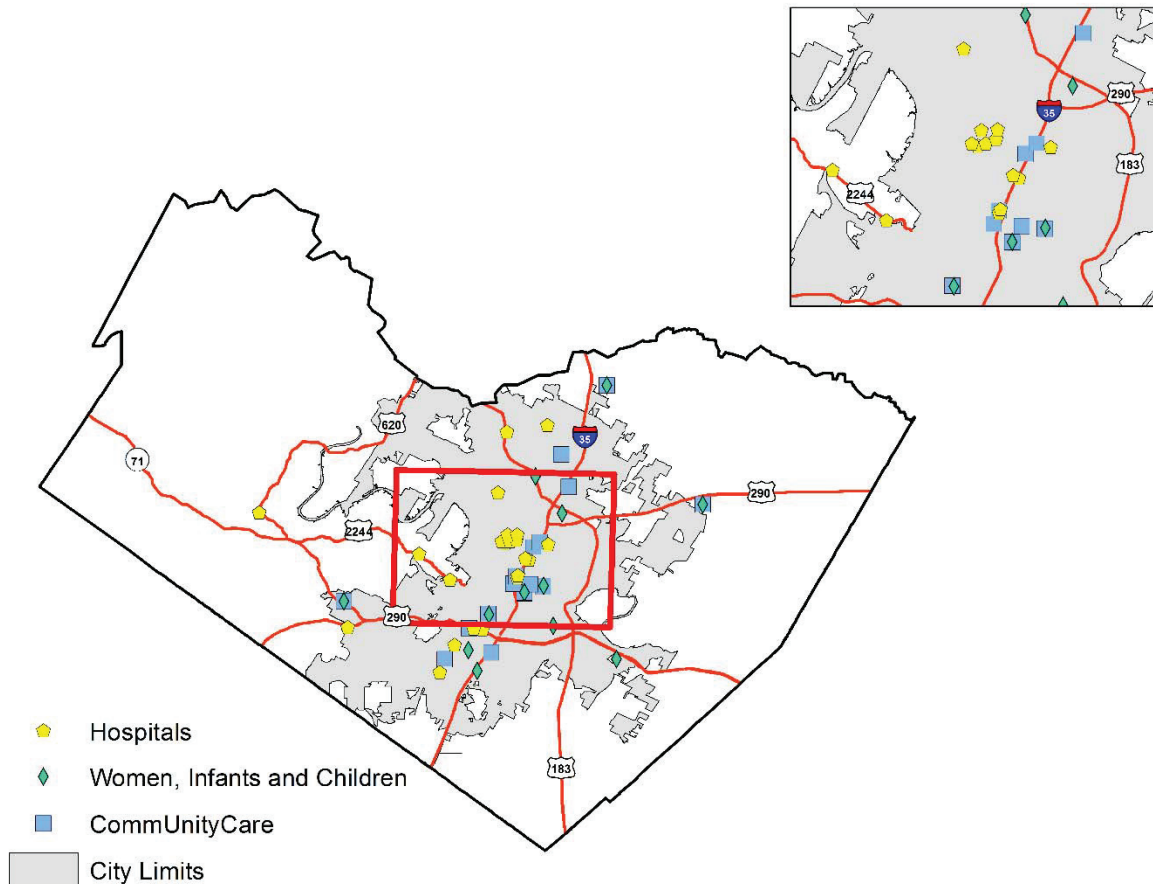 290
35
183
2244
620
35
71
290
2244
290
183
Hospitals
Women, Infants and Children
CommUnityCare
City Limits